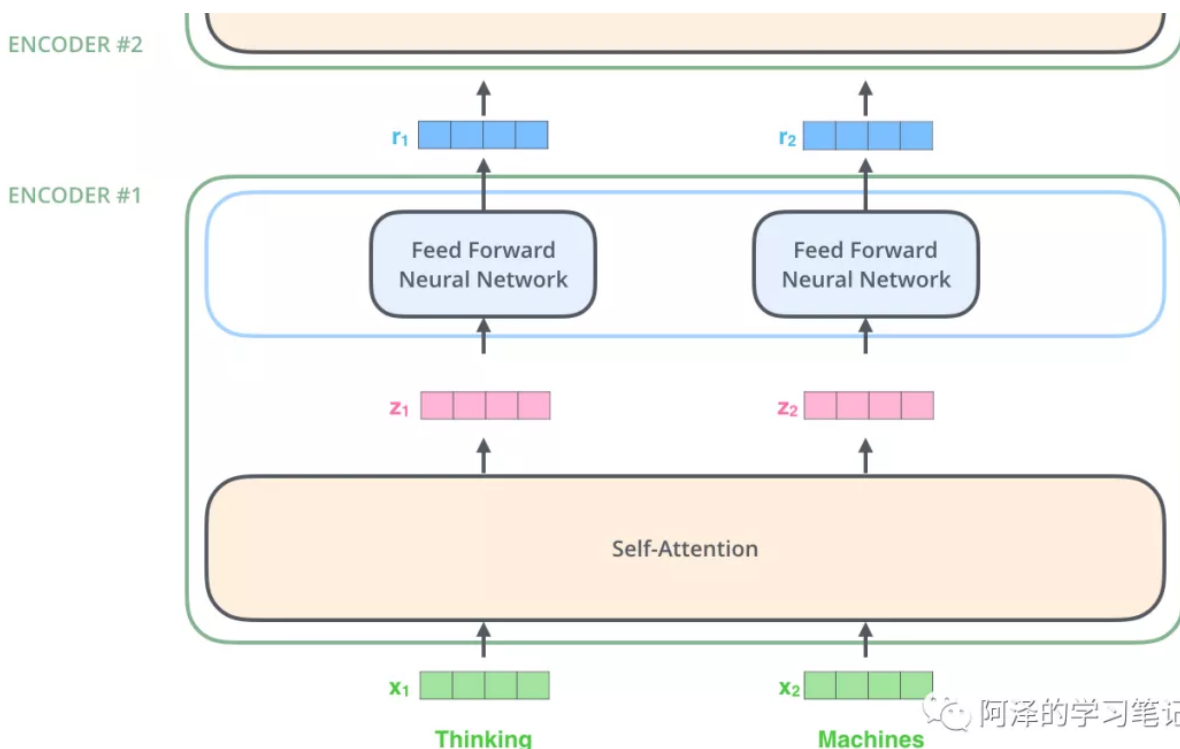 ENCODER #2
r₁
r₂
ENCODER #1
Feed Forward
Neural Network
Feed Forward
Neural Network
z₁
z₂
Self-Attention
x₁
x₂
阿泽的学习笔记
Thinking
Machines